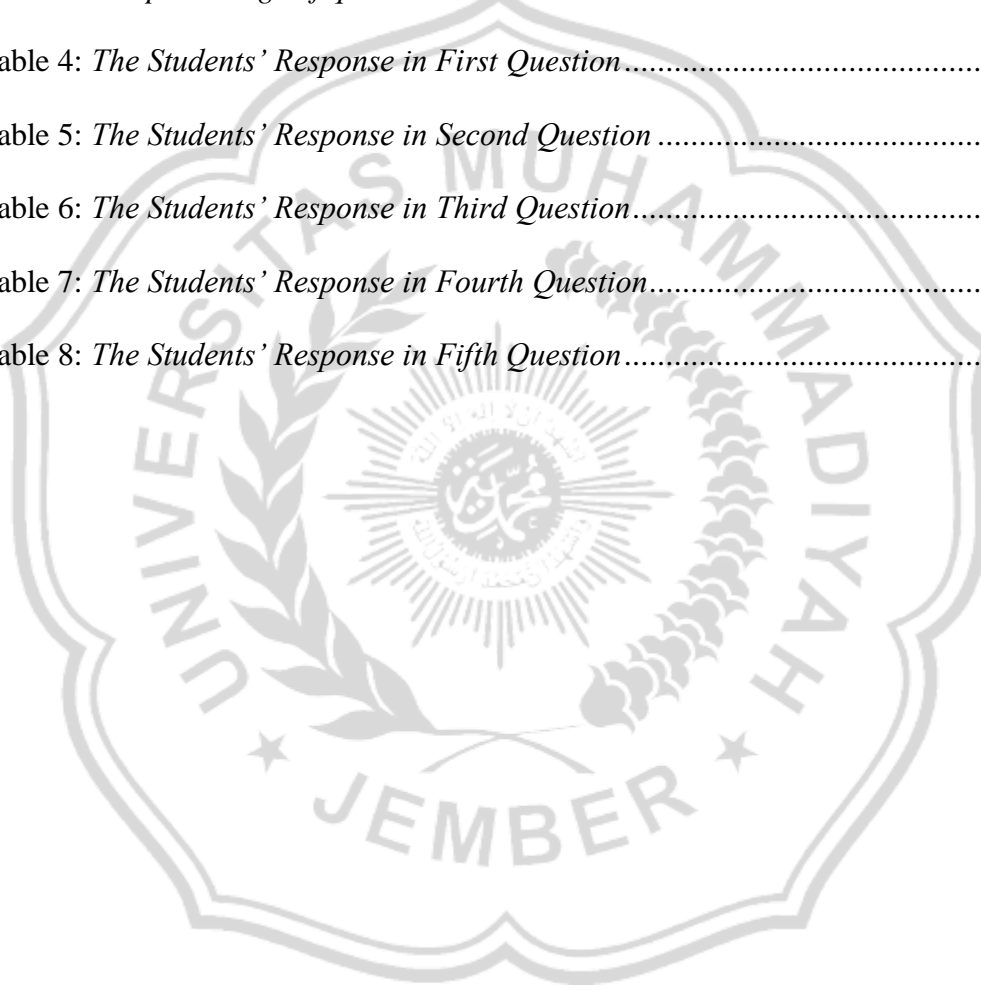 able 4: The Students’ Response in First Question..........................................
able 5: The Students’ Response in Second Question ......................................
able 6: The Students’ Response in Third Question.........................................
able 7: The Students’ Response in Fourth Question.......................................
able 8: The Students’ Response in Fifth Question..........................................
UNIVERSITAS MUHAMMADIYAH
JEMBER